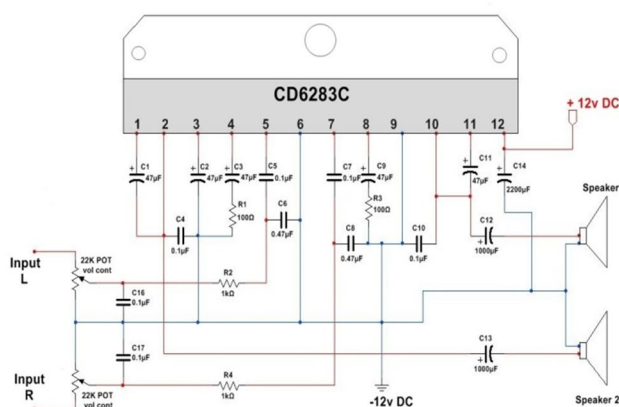 CD6283C
1 2 3 4 5 6 7 8 9 10 11 12
+ 12v DC
C1
47µF
C2
47µF
C3
47µF
C5
0.1µF
C7
0.1µF
C9
47µF
C11
47µF
C14
2200µF
R1
100Ω
R3
100Ω
C4
0.1µF
C6
0.47µF
C8
0.47µF
C10
0.1µF
C12
1000µF
Speaker
Input
L
22K POT
vol cont
R2
1kΩ
C16
0.1µF
C17
0.1µF
C13
1000µF
Input
R
22K POT
vol cont
R4
1kΩ
-12v DC
Speaker 2